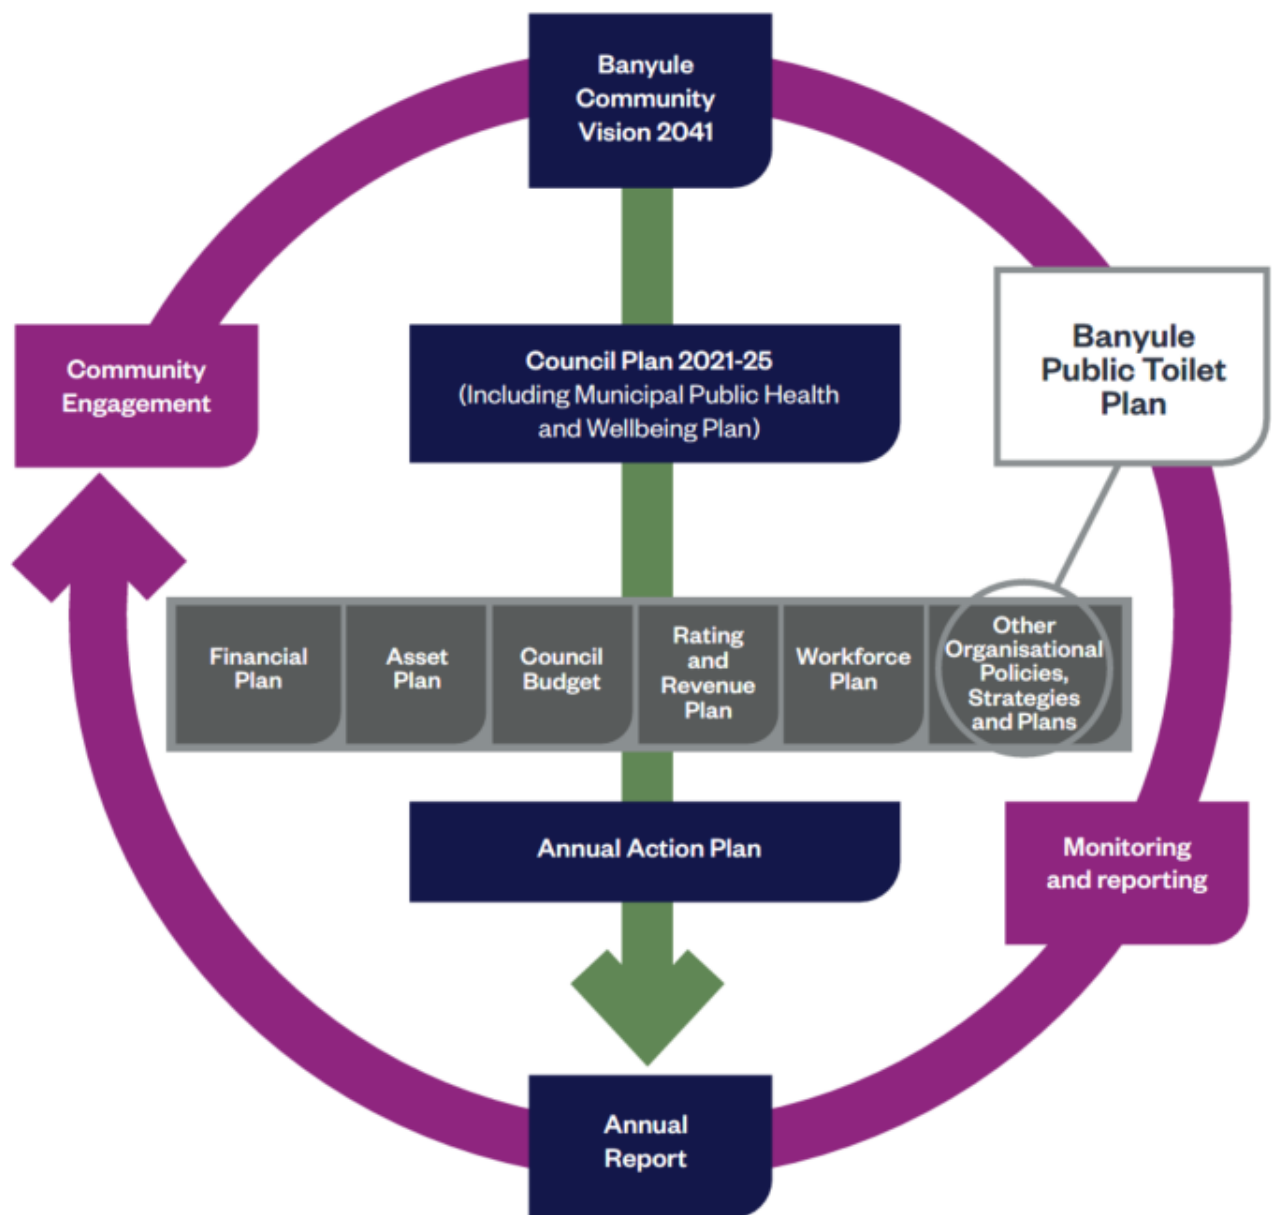 Banyule
Community
Vision 2041
Community
Engagement
Council Plan 2021-25
(Including Municipal Public Health
and Wellbeing Plan)
Banyule
Public Toilet
Plan
Financial
Plan
Asset
Plan
Council
Budget
Rating
and
Revenue
Plan
Workforce
Plan
Other
Organisational
Policies,
Strategies
and Plans
Annual Action Plan
Monitoring
and reporting
Annual
Report